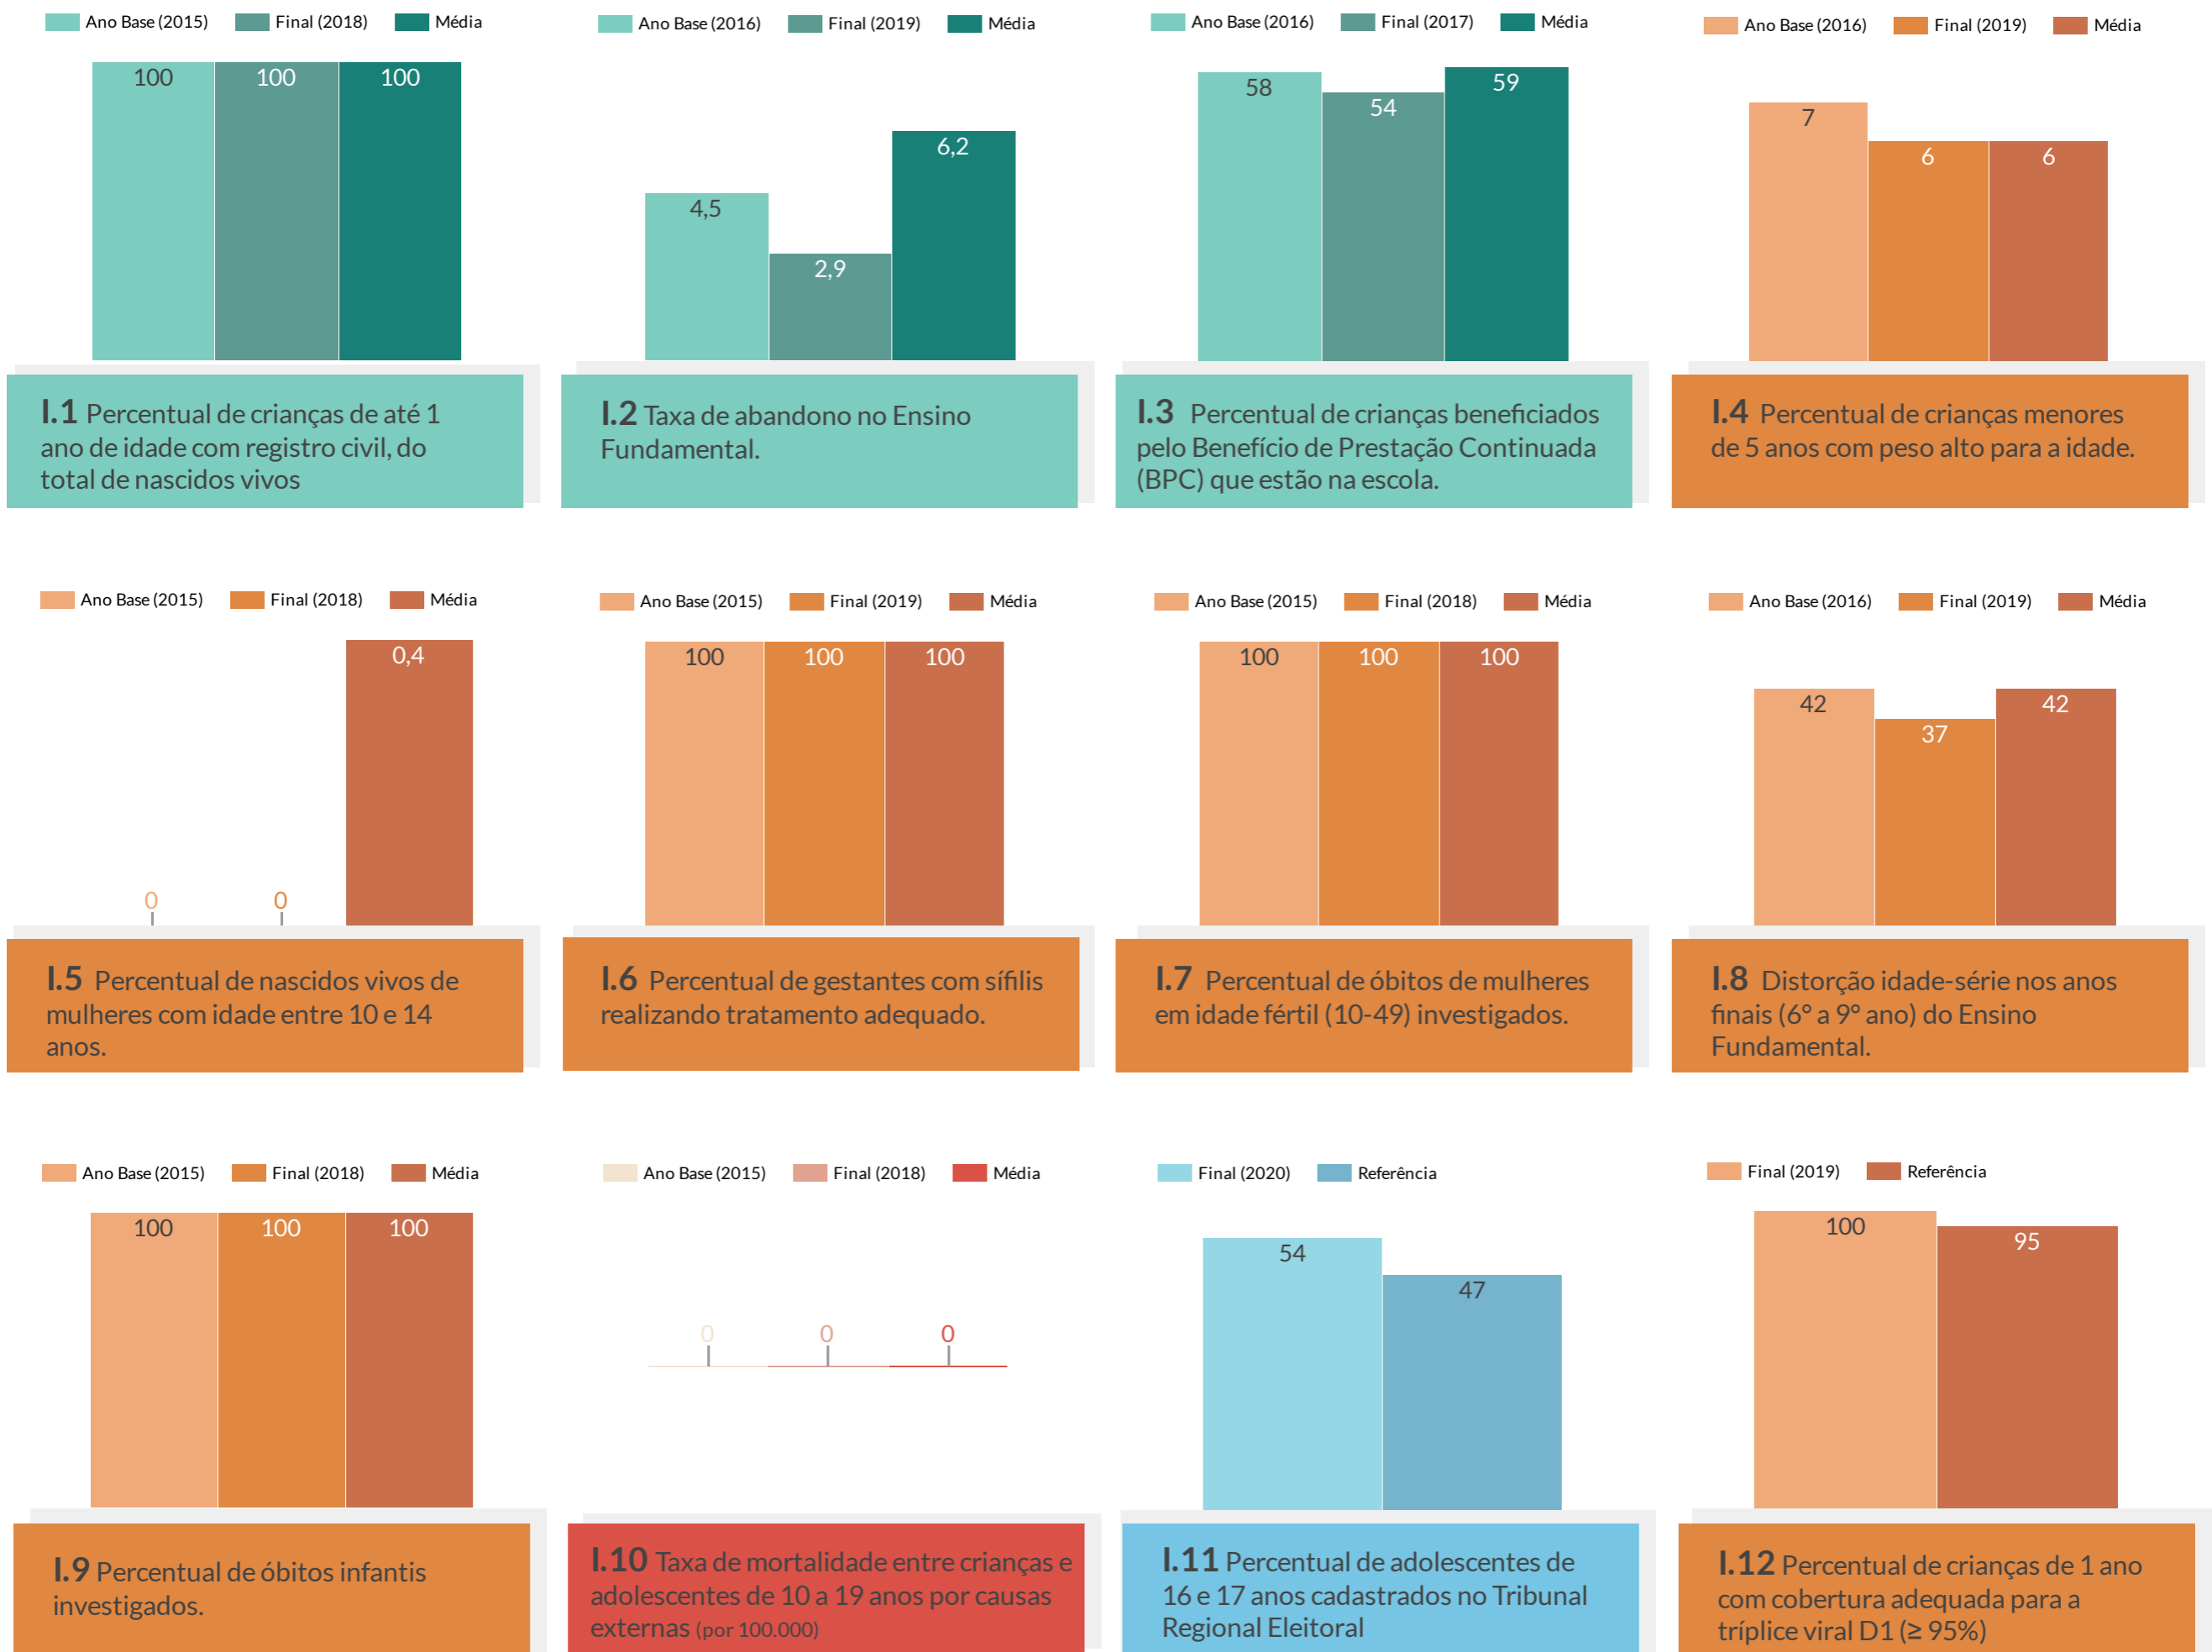 Ano Base (2015) Final (2018) Média
100 100 100
I.1 Percentual de crianças de até 1
ano de idade com registro civil, do
total de nascidos vivos
Ano Base (2016) Final (2019) Média
4,5 2,9 6,2
I.2 Taxa de abandono no Ensino
Fundamental.
Ano Base (2016) Final (2017) Média
58 54 59
I.3 Percentual de crianças beneficiados
pelo Benefício de Prestação Continuada
(BPC) que estão na escola.
Ano Base (2016) Final (2019) Média
7 6 6
I.4 Percentual de crianças menores
de 5 anos com peso alto para a idade.
Ano Base (2015) Final (2018) Média
0 0 0,4
I.5 Percentual de nascidos vivos de
mulheres com idade entre 10 e 14
anos.
Ano Base (2015) Final (2019) Média
100 100 100
I.6 Percentual de gestantes com sífilis
realizando tratamento adequado.
Ano Base (2015) Final (2018) Média
100 100 100
I.7 Percentual de óbitos de mulheres
em idade fértil (10-49) investigados.
Ano Base (2016) Final (2019) Média
42 37 42
I.8 Distorção idade-série nos anos
finais (6° a 9° ano) do Ensino
Fundamental.
Ano Base (2015) Final (2018) Média
100 100 100
I.9 Percentual de óbitos infantis
investigados.
Ano Base (2015) Final (2018) Média
0 0 0
I.10 Taxa de mortalidade entre crianças e
adolescentes de 10 a 19 anos por causas
externas (por 100.000)
Final (2020) Referência
54 47
I.11 Percentual de adolescentes de
16 e 17 anos cadastrados no Tribunal
Regional Eleitoral
Final (2019) Referência
100 95
I.12 Percentual de crianças de 1 ano
com cobertura adequada para a
tríplice viral D1 (≥ 95%)